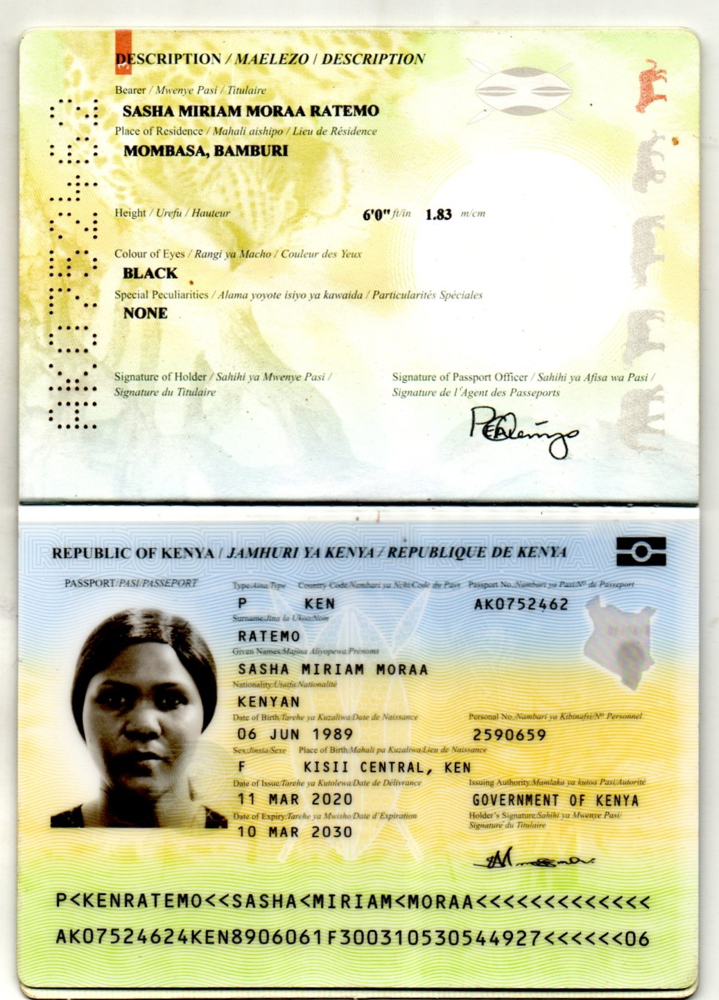 DESCRIPTION / MAELEZO / DESCRIPTION
Bearer / Mwenye Pasi / Titulaire
SASHA MIRIAM MORAA RATEMO
Place of Residence / Mahali aishipo / Lieu de Résidence
MOMBASA, BAMBURI
Height / Urefu / Hauteur 6'0" ft/in 1.83 m/cm
Colour of Eyes / Rangi ya Macho / Couleur des Yeux
BLACK
Special Peculiarities / Alama yoyote isiyo ya kawaida / Particularités Spéciales
NONE
Signature of Holder / Sahihi ya Mwenye Pasi /
Signature du Titulaire
Signature of Passport Officer / Sahihi ya Afisa wa Pasi /
Signature de l'Agent des Passeports
AK0752462
REPUBLIC OF KENYA / JAMHURI YA KENYA / RÉPUBLIQUE DE KENYA
PASSPORT/PASI/PASSEPORT
Type/Aina/Type Country Code/Nambari ya Nchi/Code du Pays Passport No./Nambari ya Pasi/Nº de Passeport
P KEN AK0752462
Surname/Jina la Ukoo/Nom
RATEMO
Given Names/Majina Aliyopewa/Prénoms
SASHA MIRIAM MORAA
Nationality/Utaifa/Nationalité
KENYAN
Date of Birth/Tarehe ya Kuzaliwa/Date de Naissance Personal No./Nambari ya Kibinafsi/Nº Personnel
06 JUN 1989 2590659
Sex/Jinsia/Sexe Place of Birth/Mahali pa Kuzaliwa/Lieu de Naissance
F KISII CENTRAL, KEN
Date of Issue/Tarehe ya Kutolewa/Date de Délivrance Issuing Authority/Mamlaka ya kutoa Pasi/Autorité
11 MAR 2020 GOVERNMENT OF KENYA
Date of Expiry/Tarehe ya Mwisho/Date d'Expiration Holder's Signature/Sahihi ya Mwenye Pasi/
Signature du Titulaire
10 MAR 2030
P<KENRATEMO<<SASHA<MIRIAM<MORAA<<<<<<<<<<<<<
AK07524624KEN8906061F300310530544927<<<<<<06